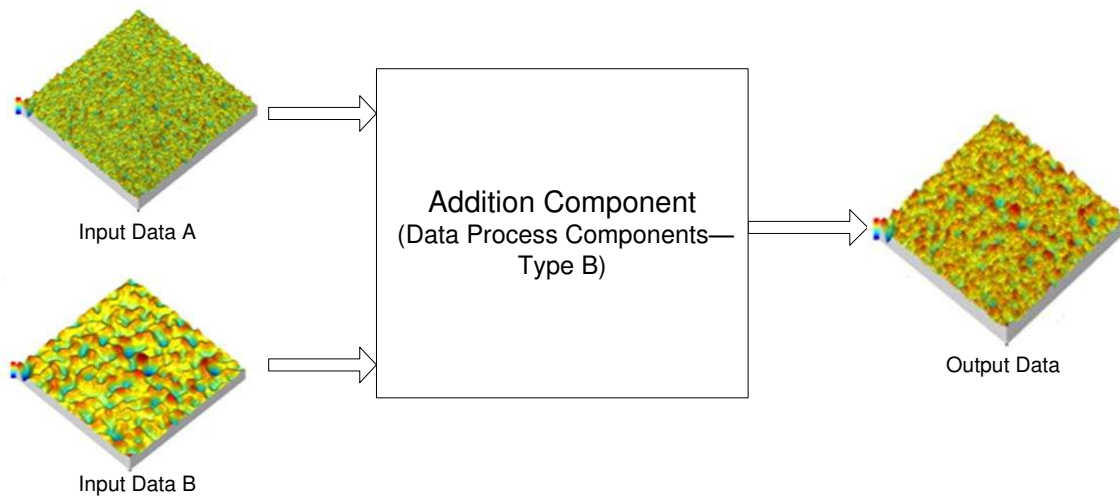 Input Data A
Addition Component
(Data Process Components—
Type B)
Output Data
Input Data B